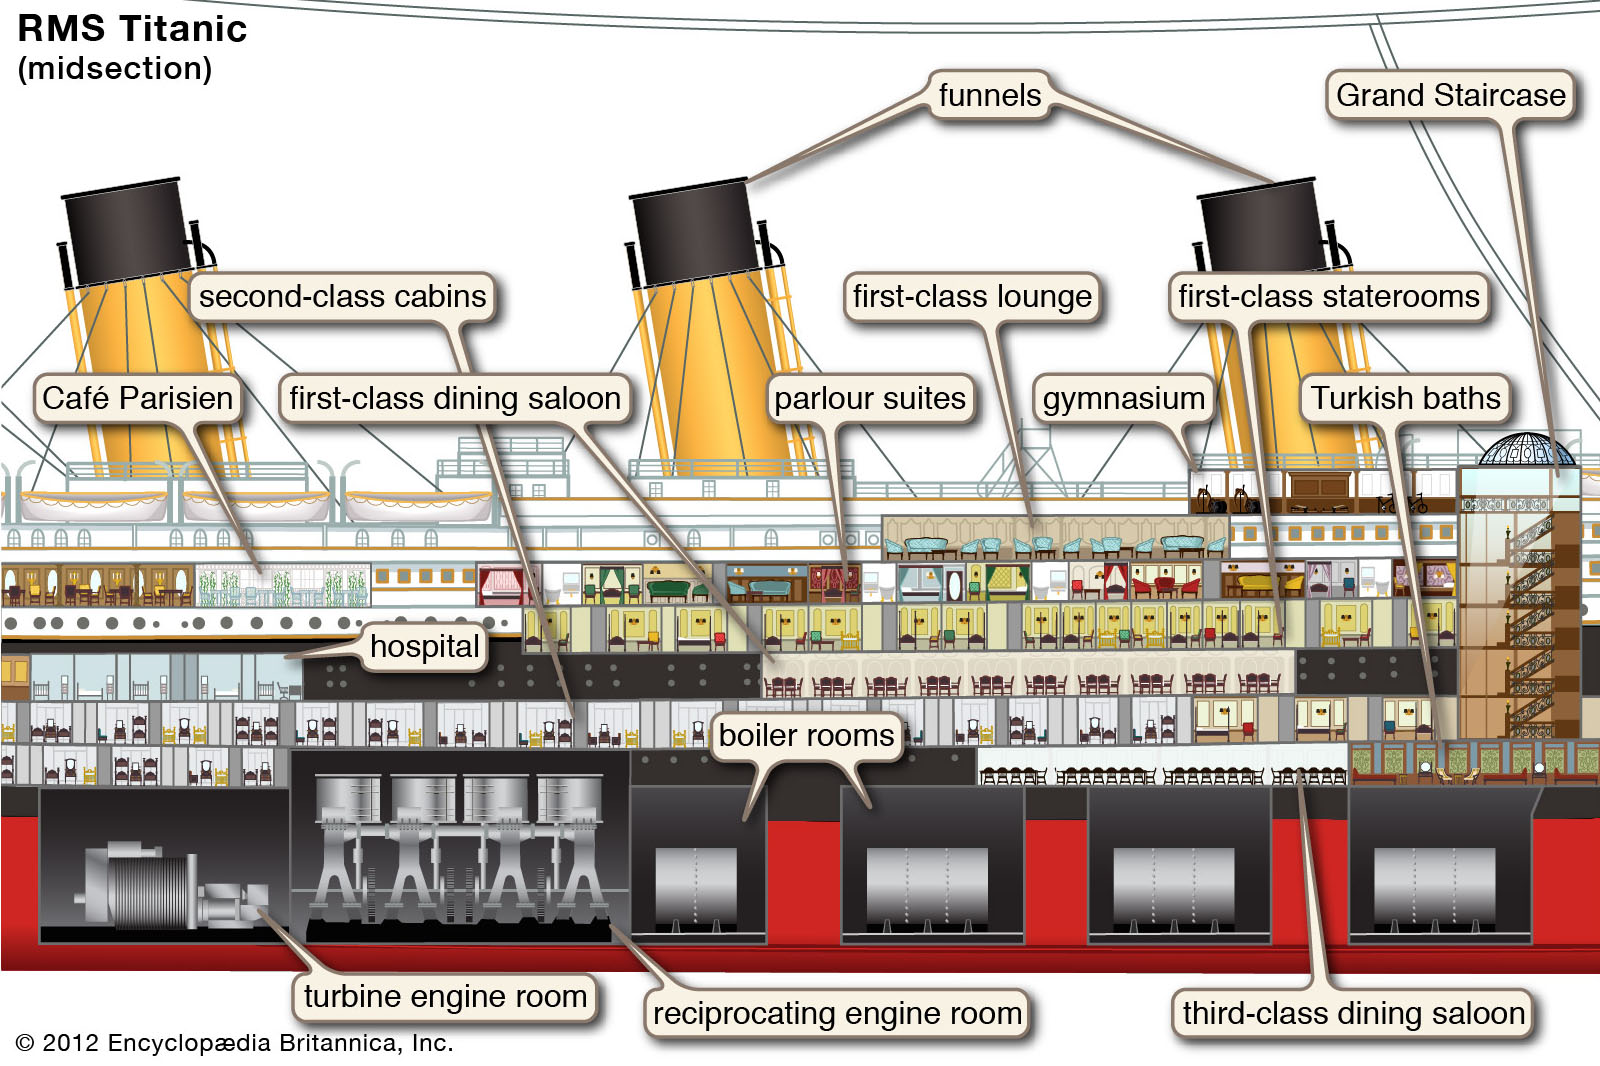 RMS Titanic
(midsection)
funnels
Grand Staircase
second-class cabins
first-class lounge
first-class staterooms
Café Parisien
first-class dining saloon
parlour suites
gymnasium
Turkish baths
hospital
boiler rooms
turbine engine room
reciprocating engine room
third-class dining saloon
© 2012 Encyclopædia Britannica, Inc.